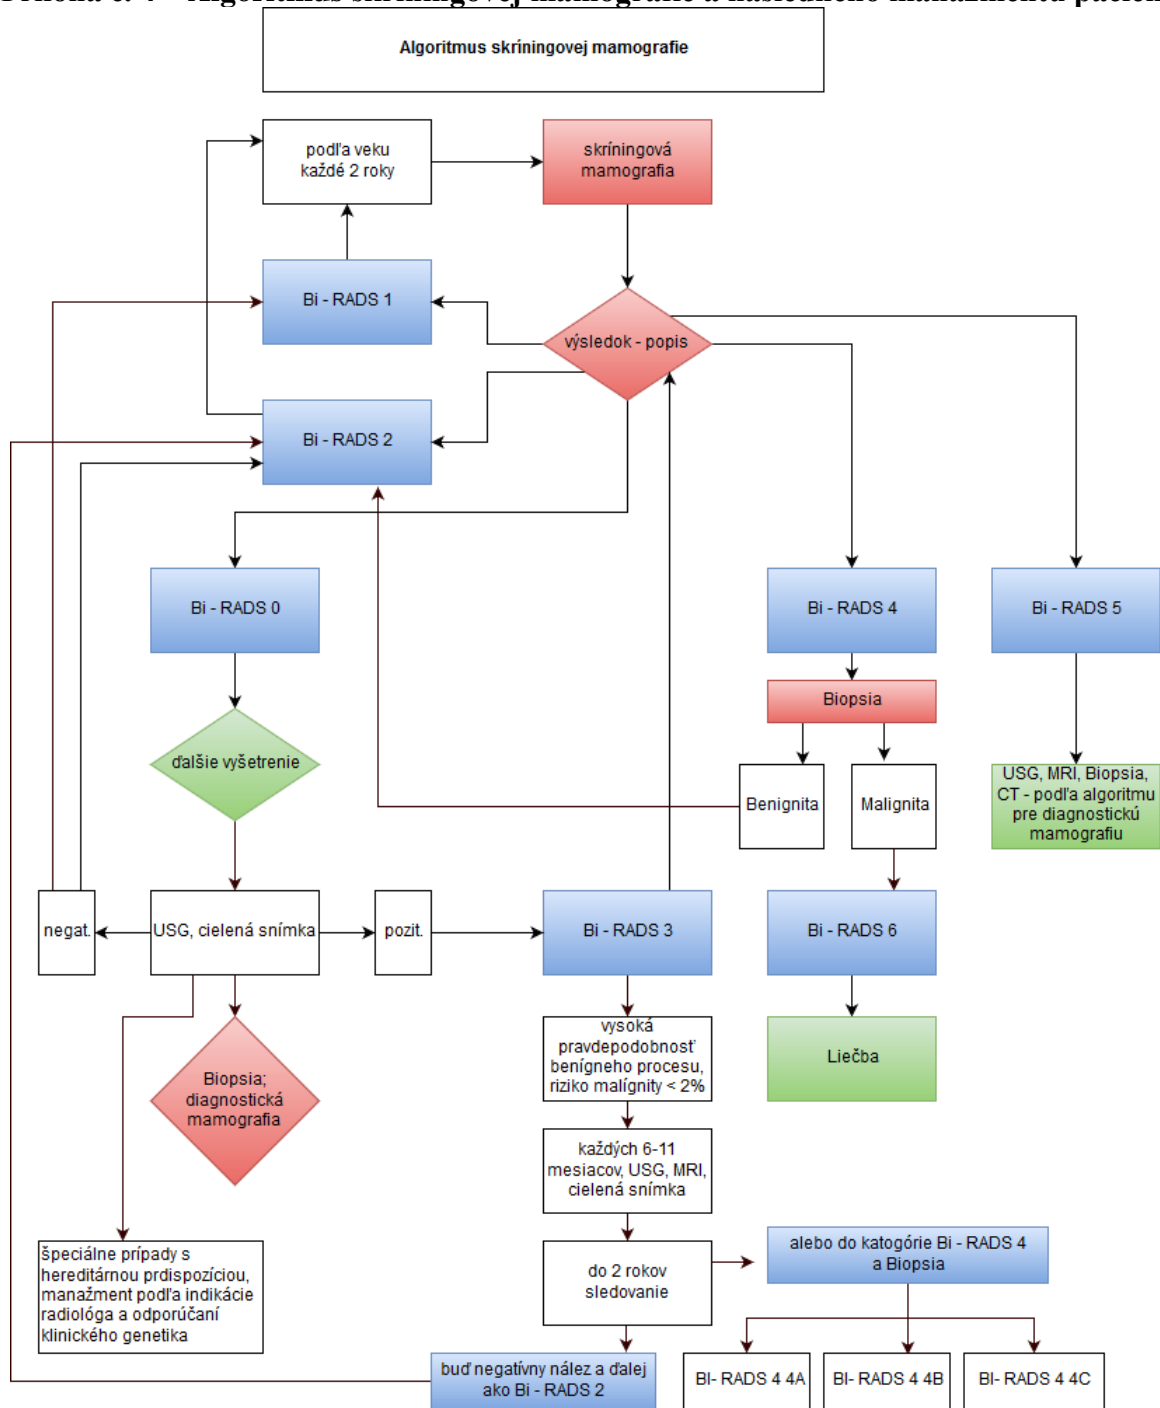 Algoritmus skríningovej mamografie
podľa veku
každé 2 roky
skríningová
mamografia
Bi - RADS 1
výsledok - popis
Bi - RADS 2
Bi - RADS 0
Bi - RADS 4
Bi - RADS 5
Biopsia
ďalšie vyšetrenie
Benignita
Malignita
USG, MRI, Biopsia,
CT - podľa algoritmu
pre diagnostickú
mamografiu
negat.
USG, cielená snímka
pozit.
Bi - RADS 3
Bi - RADS 6
vysoká
pravdepodobnosť
benígneho procesu,
riziko malígnity < 2%
Liečba
Biopsia;
diagnostická
mamografia
každých 6-11
mesiacov, USG, MRI,
cielená snímka
špeciálne prípady s
hereditárnou prdispozíciou,
manažment podľa indikácie
radiológa a odporúčaní
klinického genetika
do 2 rokov
sledovanie
alebo do katogórie Bi - RADS 4
a Biopsia
buď negatívny nález a ďalej
ako Bi - RADS 2
BI- RADS 4 4A
BI- RADS 4 4B
BI- RADS 4 4C